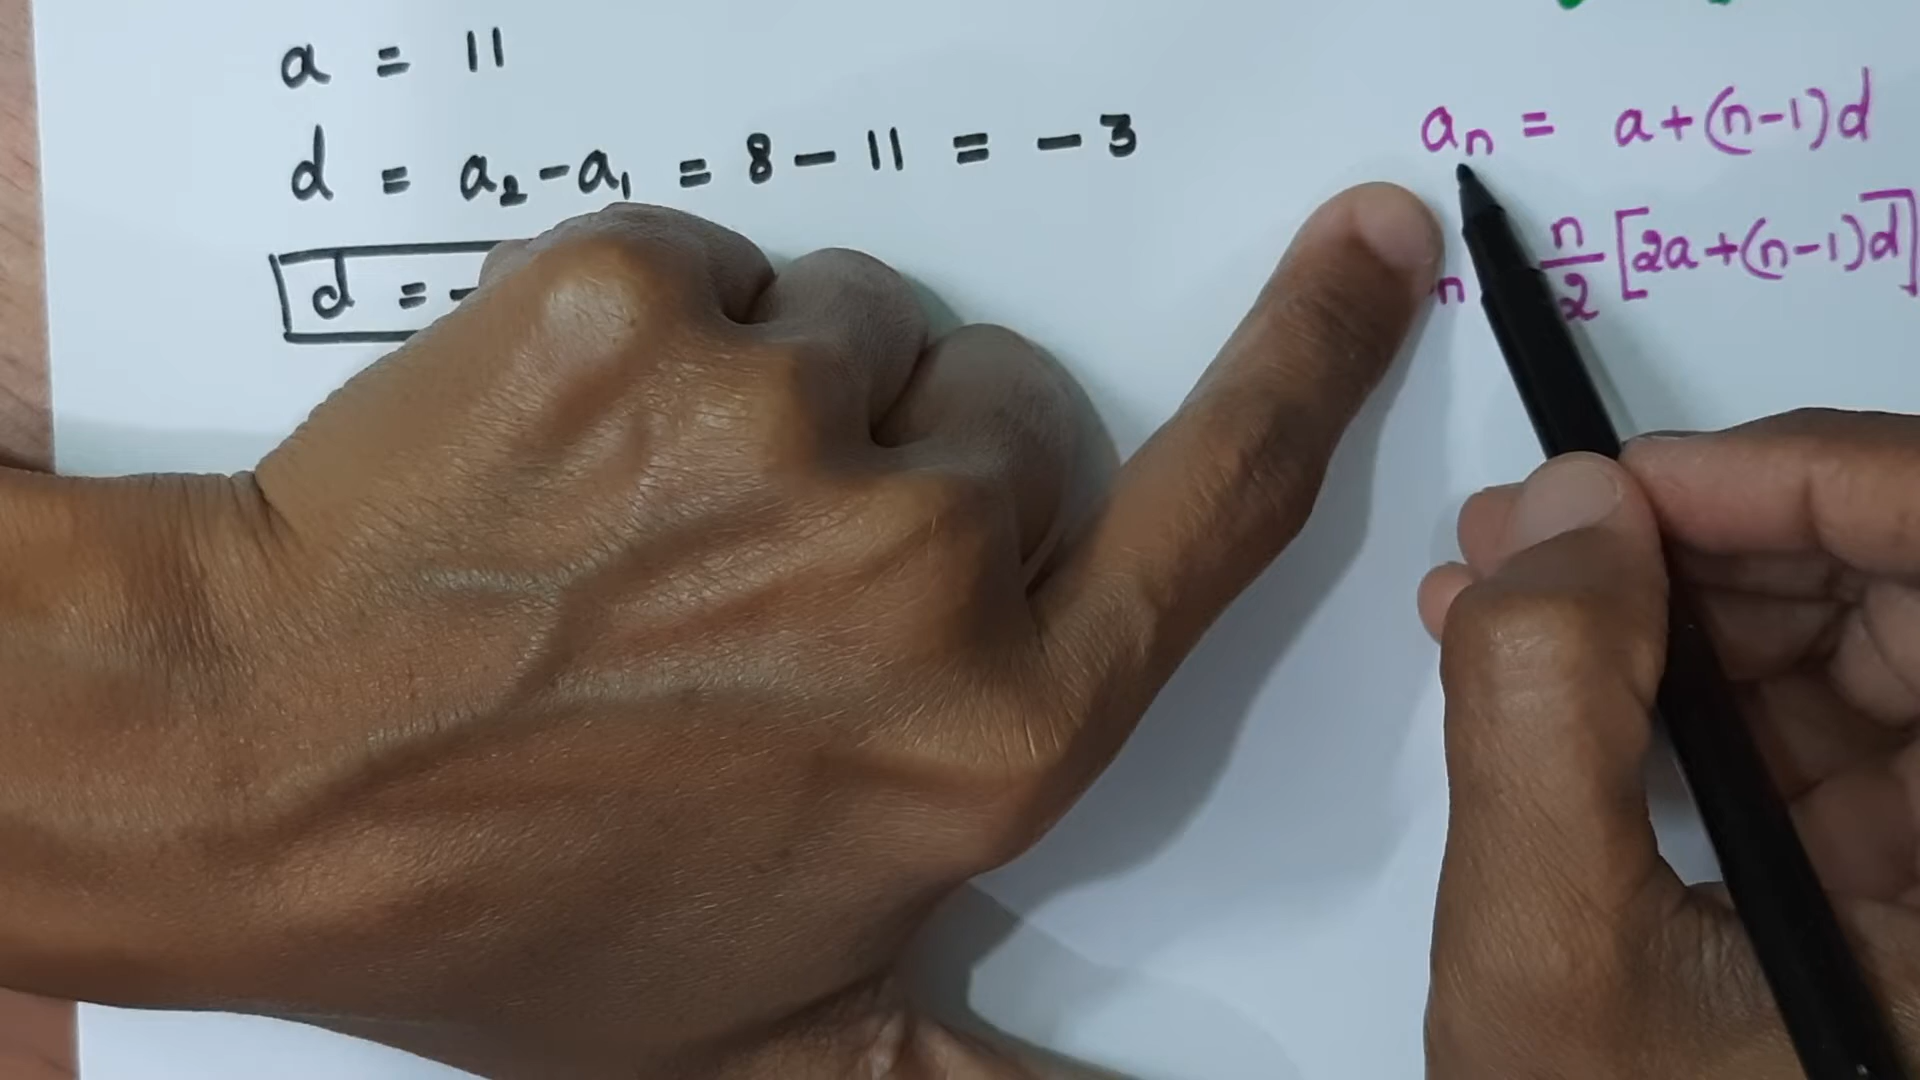 a = 11
d = a₂-a₁ = 8 - 11 = - 3
d = -
aₙ = a+(n-1)d
n n/2 [2a+(n-1)d]